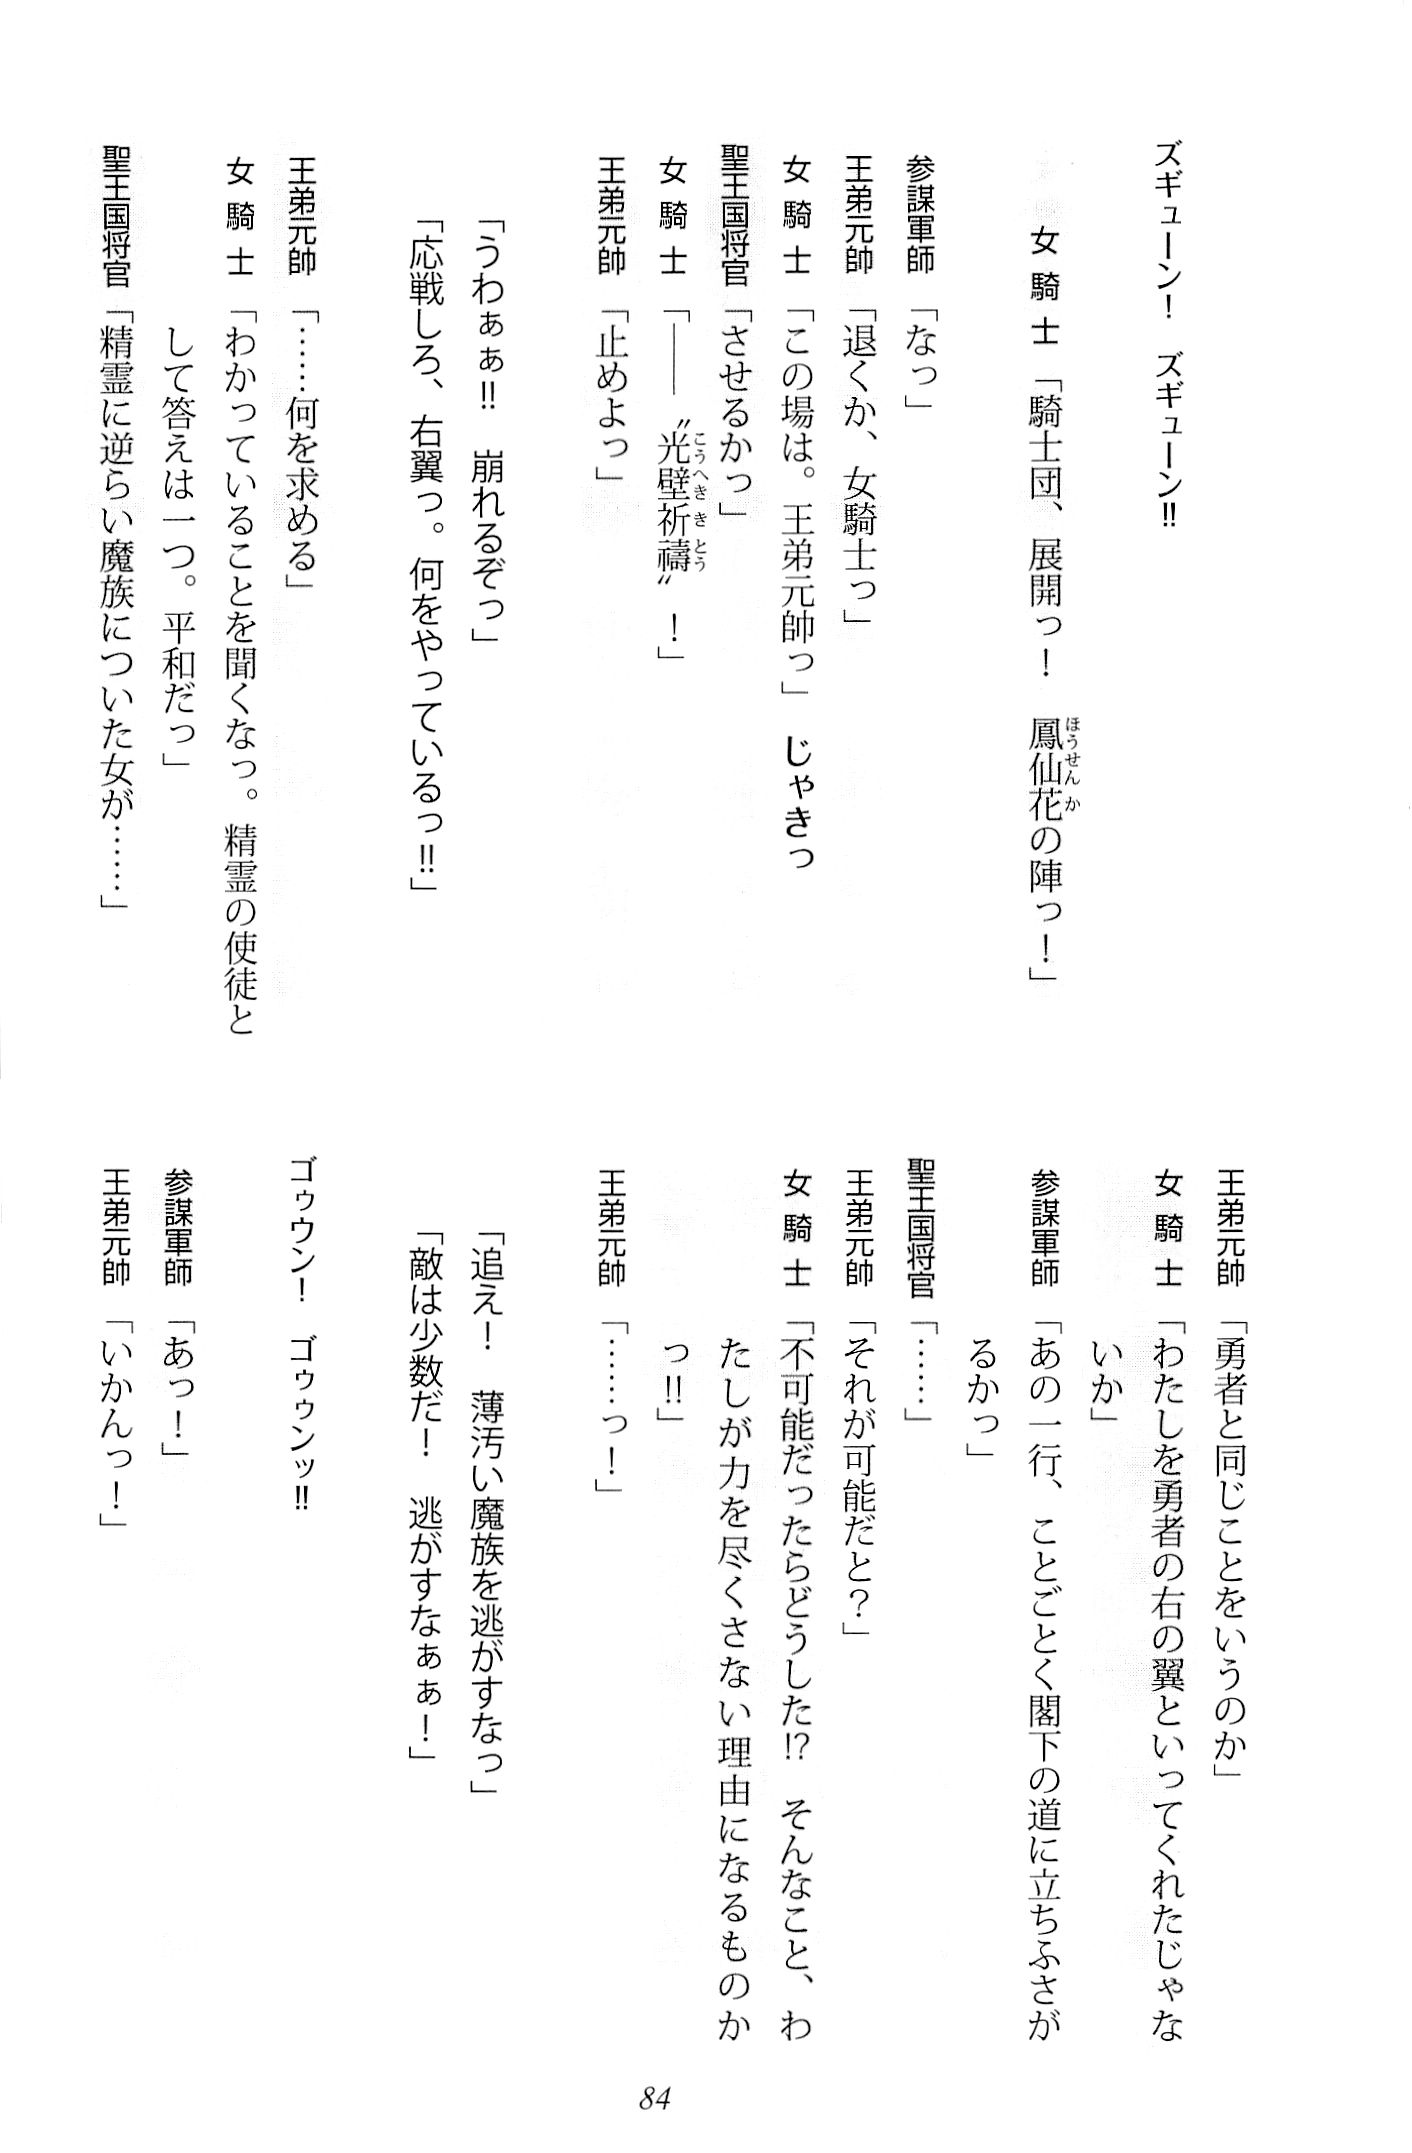 ズギューン！　ズギューン‼
女騎士「騎士団、展開っ！　鳳仙花の陣っ！」
参謀軍師「なっ」
王弟元帥「退くか、女騎士っ」
女騎士「この場は。王弟元帥っ」じゃきっ
聖王国将官「させるかっ」
女騎士「――〝光壁祈禱〟！」
王弟元帥「止めよっ」
「うわぁぁ‼　崩れるぞっ」
「応戦しろ、右翼っ。何をやっているっ‼」
王弟元帥「……何を求める」
女騎士「わかっていることを聞くなっ。精霊の使徒と
して答えは一つ。平和だっ」
聖王国将官「精霊に逆らい魔族についた女が……」
王弟元帥「勇者と同じことをいうのか」
女騎士「わたしを勇者の右の翼といってくれたじゃな
いか」
参謀軍師「あの一行、ことごとく閣下の道に立ちふさが
るかっ」
聖王国将官「……」
王弟元帥「それが可能だと？」
女騎士「不可能だったらどうした⁉　そんなこと、わ
たしが力を尽くさない理由になるものか
っ‼」
王弟元帥「……っ！」
「追え！　薄汚い魔族を逃がすなっ」
「敵は少数だ！　逃がすなぁぁ！」
ゴゥウン！　ゴゥゥンッ‼
参謀軍師「あっ！」
王弟元帥「いかんっ！」
84